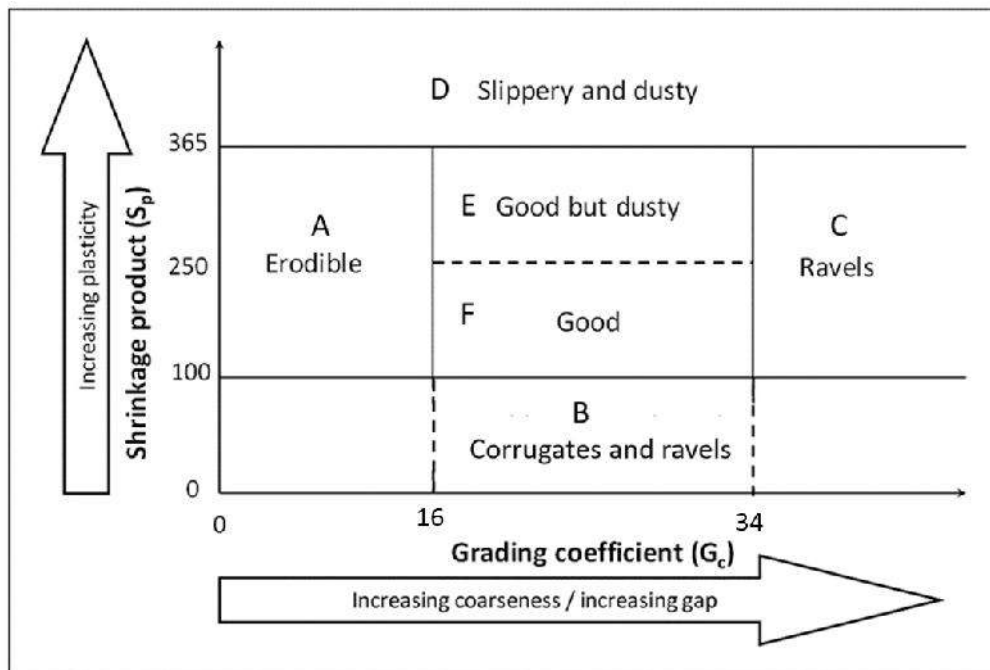 D Slippery and dusty
365
E Good but dusty
A
Erodible
C
Ravels
250
F Good
100
B
Corrugates and ravels
0
0
16
34
Grading coefficient (Gc)
Increasing coarseness / increasing gap
Shrinkage product (Sp)
Increasing plasticity